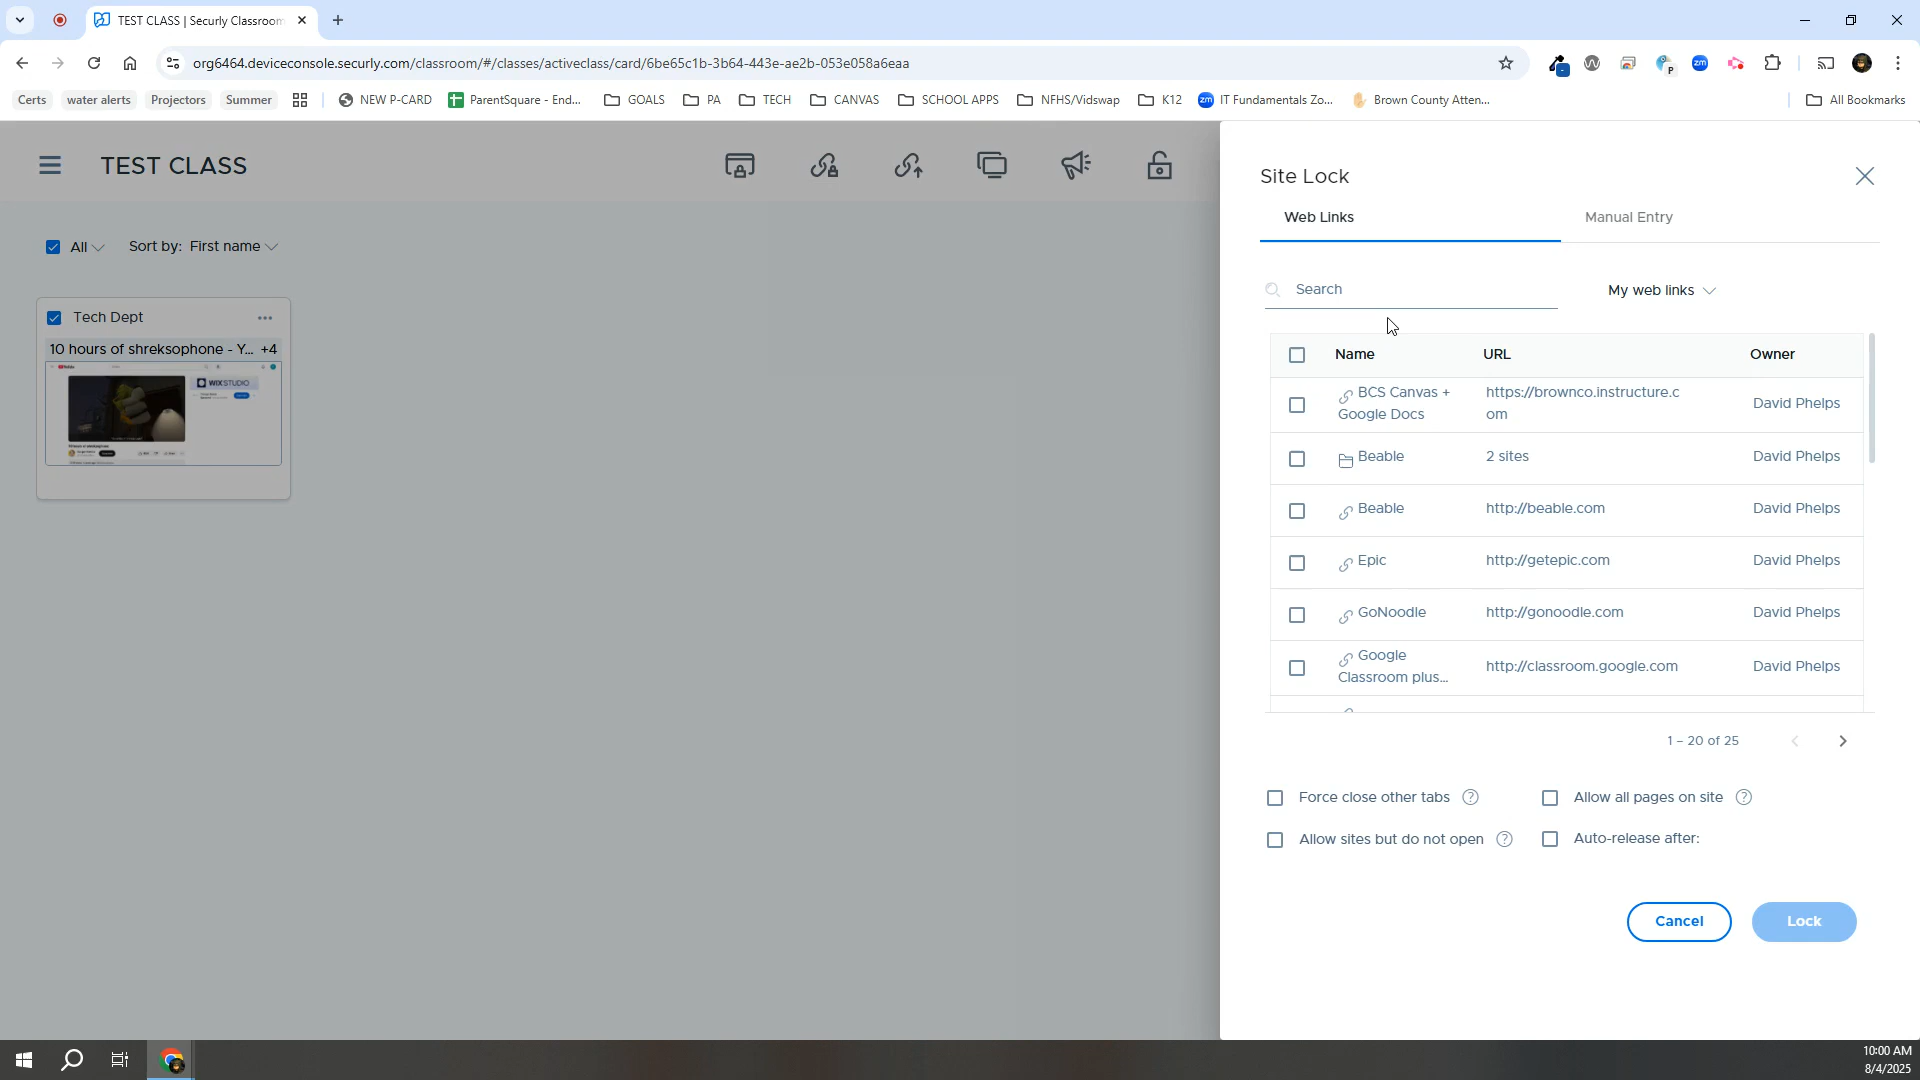 TEST CLASS | Securly Classroom
org6464.deviceconsole.securly.com/classroom/#/classes/activeclass/card/6be65c1b-3b64-443e-ae2b-053e058a6eaa
Certs water alerts Projectors Summer NEW P-CARD ParentSquare - End... GOALS PA TECH CANVAS SCHOOL APPS NFHS/Vidswap K12 zm IT Fundamentals Zo... Brown County Atten... All Bookmarks
TEST CLASS
All Sort by: First name
Tech Dept
10 hours of shreksophone - Y... +4
WIX STUDIO
Site Lock
Web Links Manual Entry
Search My web links
Name URL Owner
BCS Canvas +
Google Docs
https://brownco.instructure.c
om
David Phelps
Beable 2 sites David Phelps
Beable http://beable.com David Phelps
Epic http://getepic.com David Phelps
GoNoodle http://gonoodle.com David Phelps
Google
Classroom plus...
http://classroom.google.com
David Phelps
1 – 20 of 25
Force close other tabs ? Allow all pages on site ?
Allow sites but do not open ? Auto-release after:
Cancel Lock
10:00 AM
8/4/2025